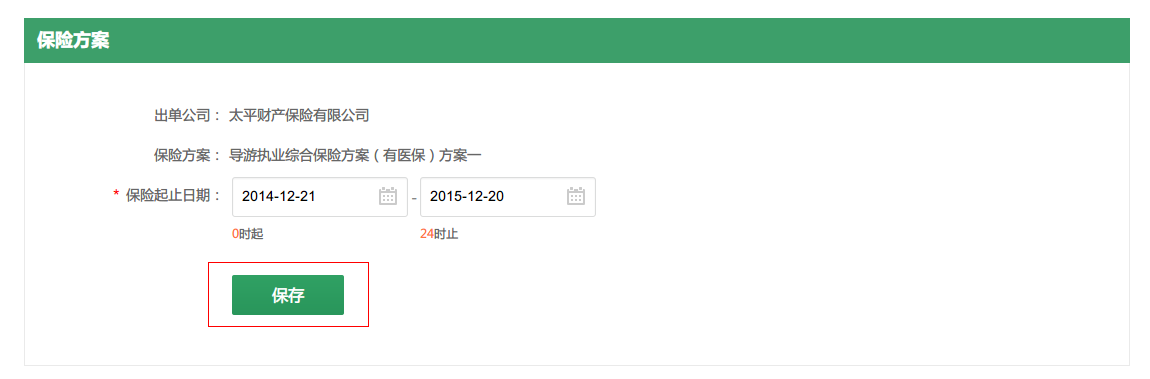 保险方案
出单公司： 太平财产保险有限公司
保险方案： 导游执业综合保险方案（有医保）方案一
* 保险起止日期： 2014-12-21 - 2015-12-20
0时起 24时止
保存